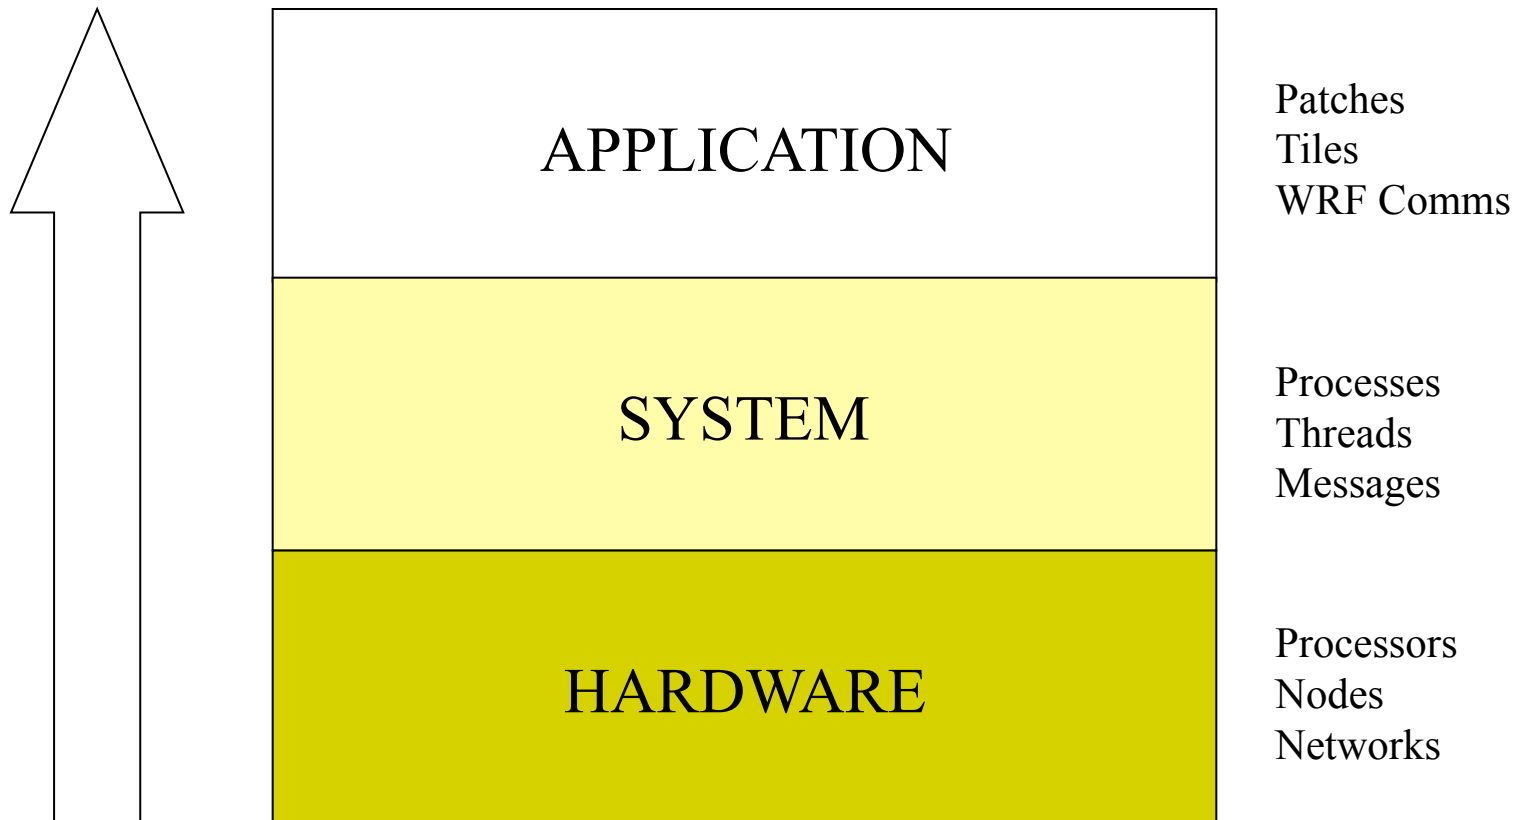 APPLICATION
Patches
Tiles
WRF Comms
SYSTEM
Processes
Threads
Messages
HARDWARE
Processors
Nodes
Networks